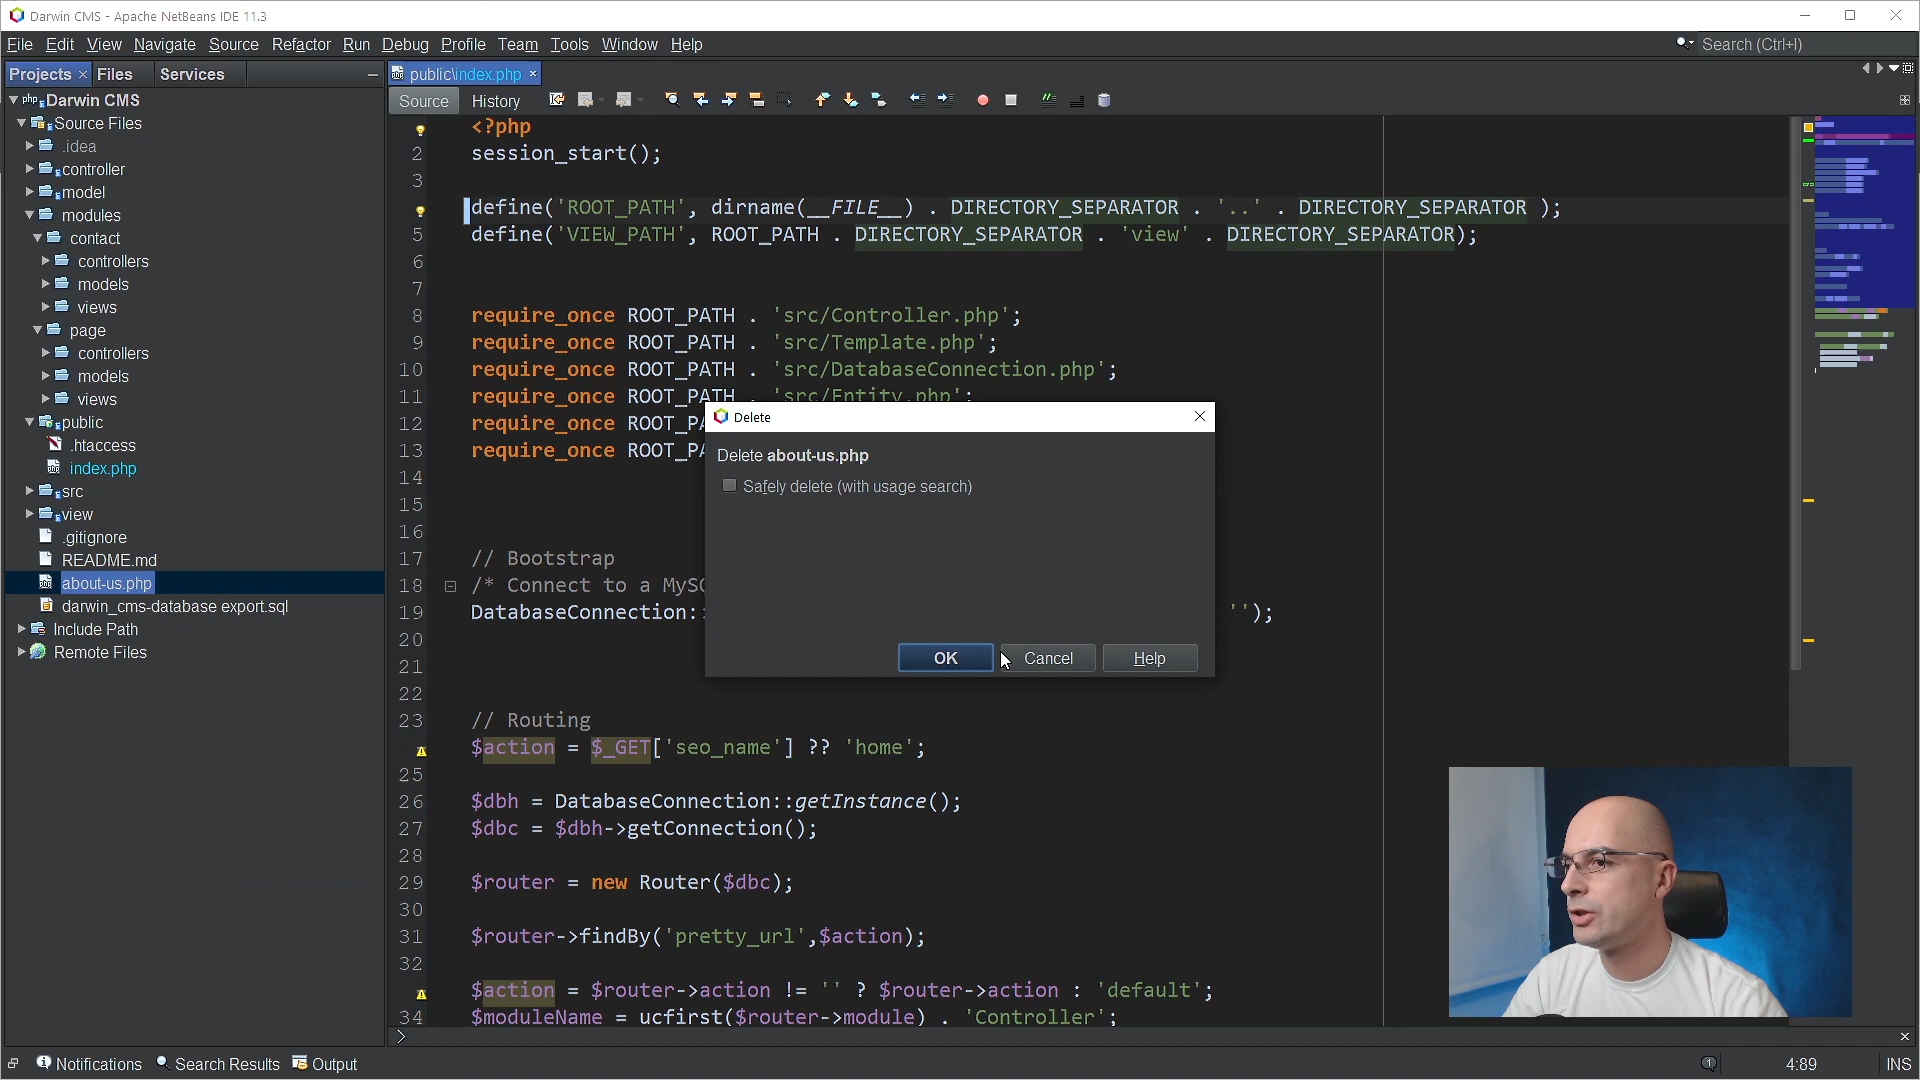 Darwin CMS - Apache NetBeans IDE 11.3
File Edit View Navigate Source Refactor Run Debug Profile Team Tools Window Help
Search (Ctrl+I)
Projects Files Services
Darwin CMS
Source Files
.idea
controller
model
modules
contact
controllers
models
views
page
controllers
models
views
public
.htaccess
index.php
src
view
.gitignore
README.md
about-us.php
darwin_cms-database export.sql
Include Path
Remote Files
public\index.php
Source History
<?php
2 session_start();
3
define('ROOT_PATH', dirname(__FILE__) . DIRECTORY_SEPARATOR . '..' . DIRECTORY_SEPARATOR );
5 define('VIEW_PATH', ROOT_PATH . DIRECTORY_SEPARATOR . 'view' . DIRECTORY_SEPARATOR);
6
7
8 require_once ROOT_PATH . 'src/Controller.php';
9 require_once ROOT_PATH . 'src/Template.php';
10 require_once ROOT_PATH . 'src/DatabaseConnection.php';
11 require_once ROOT_PATH . 'src/Entity.php';
12 require_once ROOT_PA
13 require_once ROOT_PA
14
15
16
17 // Bootstrap
18 /* Connect to a MySQ
19 DatabaseConnection: '');
20
21
22
23 // Routing
$action = $_GET['seo_name'] ?? 'home';
25
26 $dbh = DatabaseConnection::getInstance();
27 $dbc = $dbh->getConnection();
28
29 $router = new Router($dbc);
30
31 $router->findBy('pretty_url',$action);
32
$action = $router->action != '' ? $router->action : 'default';
34 $moduleName = ucfirst($router->module) . 'Controller';
Delete
Delete about-us.php
Safely delete (with usage search)
OK Cancel Help
Notifications Search Results Output
4:89 INS